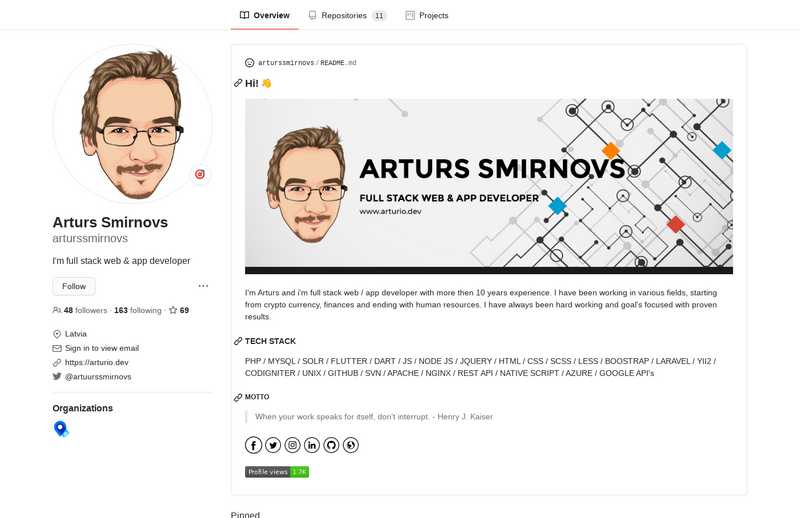 Overview
Repositories 11
Projects
arturssmirnovs / README.md
Hi! 👋
ARTURS SMIRNOVS
FULL STACK WEB & APP DEVELOPER
www.arturio.dev
Arturs Smirnovs
arturssmirnovs
I'm full stack web & app developer
Follow
48 followers · 163 following · 69
Latvia
Sign in to view email
https://arturio.dev
@artuurssmirnovs
Organizations
I'm Arturs and i'm full stack web / app developer with more then 10 years experience. I have been working in various fields, starting
from crypto currency, finances and ending with human resources. I have always been hard working and goal's focused with proven
results.
TECH STACK
PHP / MYSQL / SOLR / FLUTTER / DART / JS / NODE JS / JQUERY / HTML / CSS / SCSS / LESS / BOOSTRAP / LARAVEL / YII2 /
CODIGNITER / UNIX / GITHUB / SVN / APACHE / NGINX / REST API / NATIVE SCRIPT / AZURE / GOOGLE API's
MOTTO
When your work speaks for itself, don't interrupt. - Henry J. Kaiser
Profile views 1.7K
Pinned